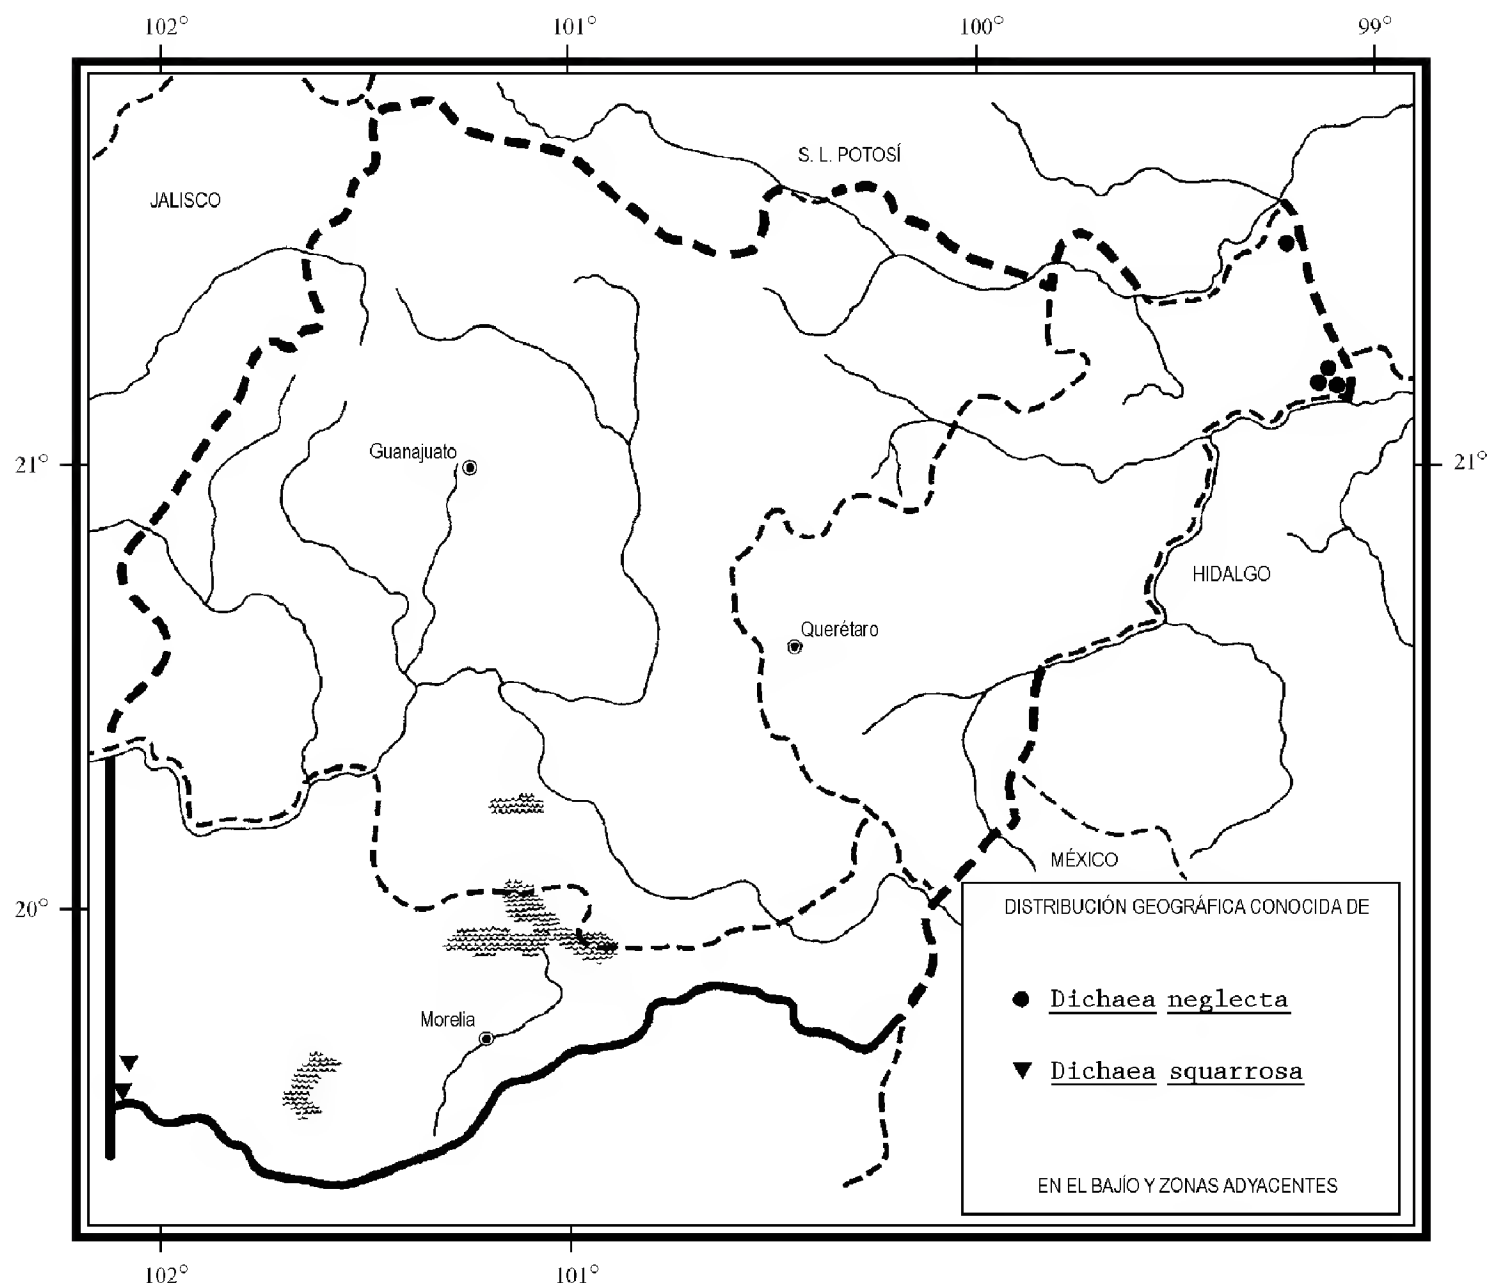 102° 101° 100° 99°
S. L. POTOSÍ
JALISCO
Guanajuato
21° 21°
HIDALGO
Querétaro
MÉXICO
20°
DISTRIBUCIÓN GEOGRÁFICA CONOCIDA DE
Dichaea neglecta
Morelia
Dichaea squarrosa
EN EL BAJÍO Y ZONAS ADYACENTES
102° 101°